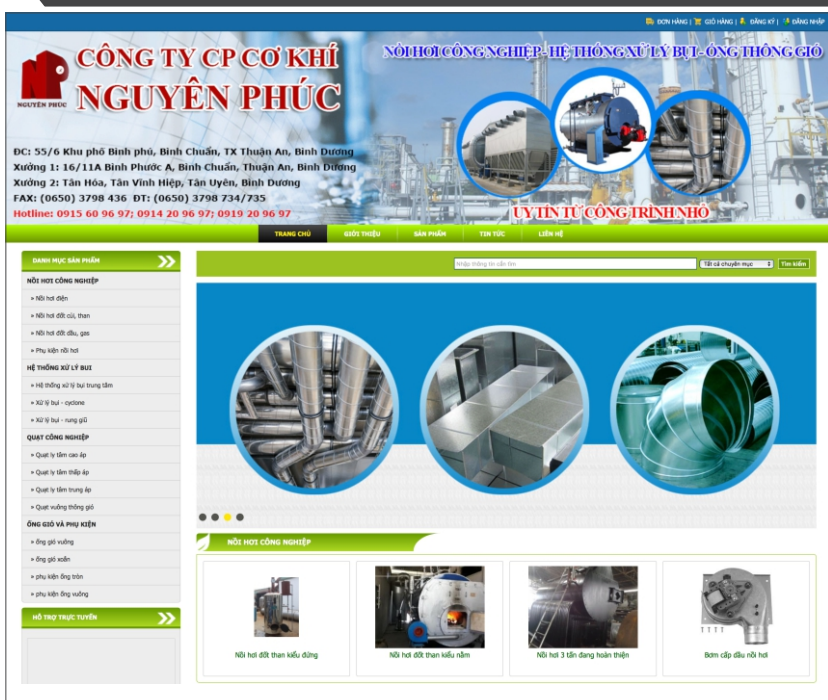 ĐƠN HÀNG | GIỎ HÀNG | ĐĂNG KÝ | ĐĂNG NHẬP
CÔNG TY CP CƠ KHÍ
NGUYÊN PHÚC
NP
NGUYÊN PHÚC
NỒI HƠI CÔNG NGHIỆP - HỆ THỐNG XỬ LÝ BỤI - ỐNG THÔNG GIÓ
ĐC: 55/6 Khu phố Bình phú, Bình Chuẩn, TX Thuận An, Bình Dương
Xưởng 1: 16/11A Bình Phước A, Bình Chuẩn, Thuận An, Bình Dương
Xưởng 2: Tân Hóa, Tân Vĩnh Hiệp, Tân Uyên, Bình Dương
FAX: (0650) 3798 436 ĐT: (0650) 3798 734/735
Hotline: 0915 60 96 97; 0914 20 96 97; 0919 20 96 97
UY TÍN TỪ CÔNG TRÌNH NHỎ
TRANG CHỦ GIỚI THIỆU SẢN PHẨM TIN TỨC LIÊN HỆ
DANH MỤC SẢN PHẨM
Nhập thông tin cần tìm Tất cả chuyên mục Tìm kiếm
NỒI HƠI CÔNG NGHIỆP
» Nồi hơi điện
» Nồi hơi đốt củi, than
» Nồi hơi đốt dầu, gas
» Phụ kiện nồi hơi
HỆ THỐNG XỬ LÝ BỤI
» Hệ thống xử lý bụi trung tâm
» Xử lý bụi - cyclone
» Xử lý bụi - rung giũ
QUẠT CÔNG NGHIỆP
» Quạt ly tâm cao áp
» Quạt ly tâm thấp áp
» Quạt ly tâm trung áp
» Quạt vuông thông gió
ỐNG GIÓ VÀ PHỤ KIỆN
» ống gió vuông
» ống gió xoắn
» phụ kiện ống tròn
» phụ kiện ống vuông
HỖ TRỢ TRỰC TUYẾN
NỒI HƠI CÔNG NGHIỆP
Nồi hơi đốt than kiểu đứng
Nồi hơi đốt than kiểu nằm
Nồi hơi 3 tấn đang hoàn thiện
Bơm cấp dầu nồi hơi